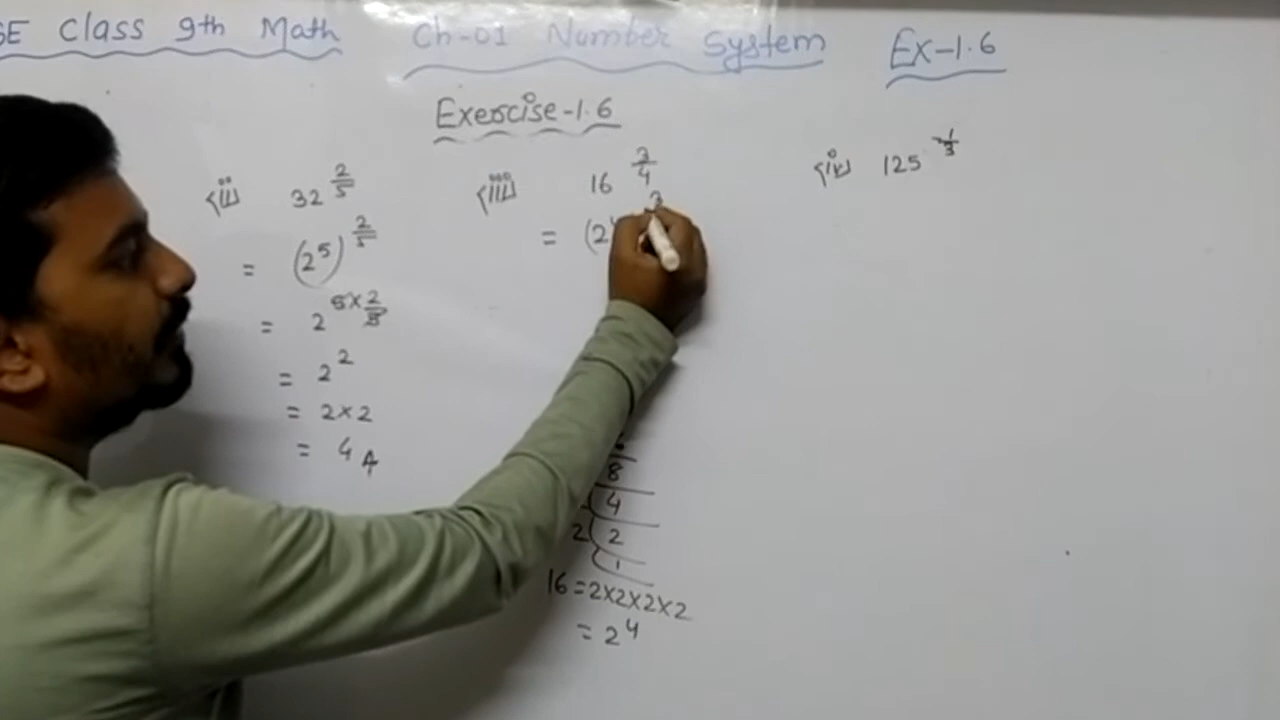 SE Class 9th Math Ch-01 Number System Ex-1.6
Exercise-1.6
(ii) 32^(2/5)
= (2^5)^(2/5)
= 2^(5×2/5)
= 2^2
= 2×2
= 4
(iii) 16^(3/4)
= (2
8
4
2 2
1
16 = 2×2×2×2
= 2^4
(iv) 125^(-1/3)